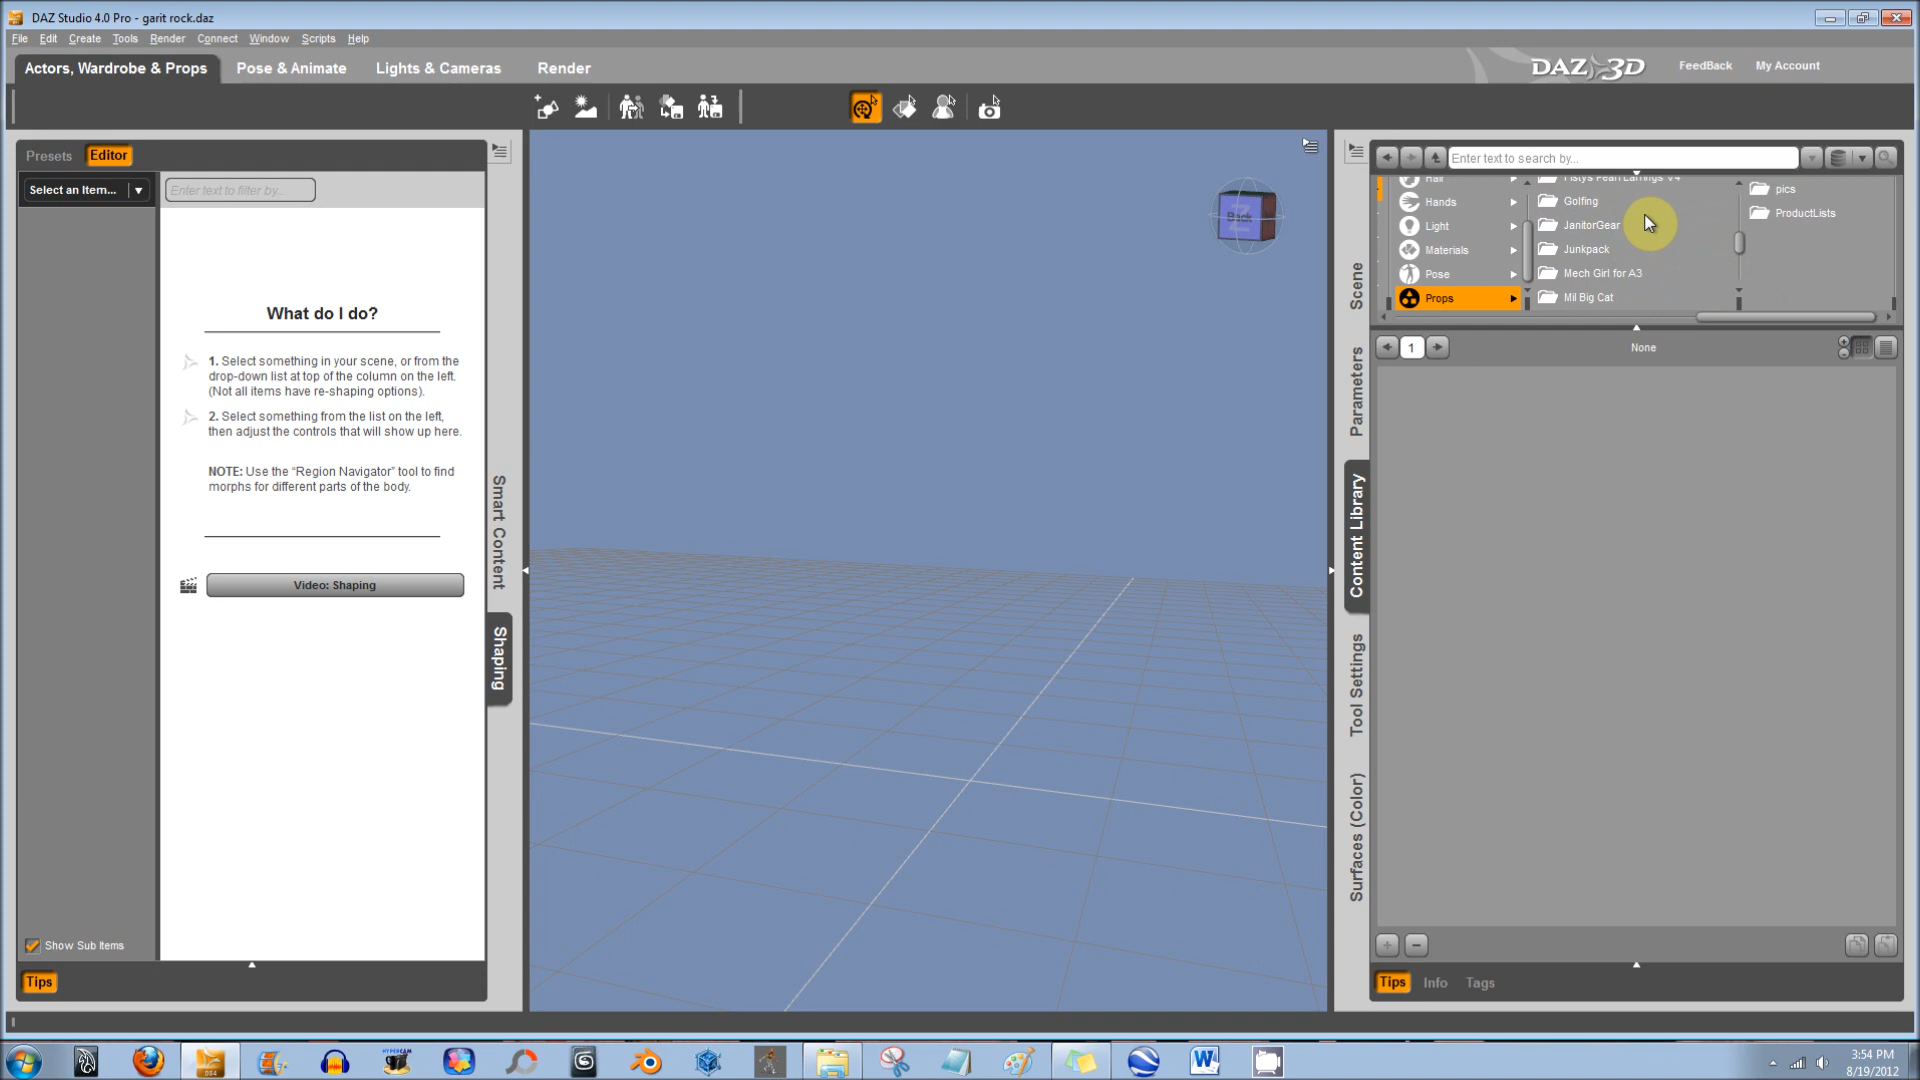 DAZ Studio 4.0 Pro - garit rock.daz
File Edit Create Tools Render Connect Window Scripts Help
Actors, Wardrobe & Props Pose & Animate Lights & Cameras Render
DAZ 3D FeedBack My Account
Presets Editor
Select an Item...
Enter text to filter by...
What do I do?
1. Select something in your scene, or from the
drop-down list at top of the column on the left.
(Not all items have re-shaping options).
2. Select something from the list on the left,
then adjust the controls that will show up here.
NOTE: Use the "Region Navigator" tool to find
morphs for different parts of the body.
Video: Shaping
Show Sub Items
Tips
Smart Content
Shaping
Back
Z
Scene
Parameters
Content Library
Tool Settings
Surfaces (Color)
Enter text to search by...
Hair
Hands
Light
Materials
Pose
Props
Golfing
JanitorGear
Junkpack
Mech Girl for A3
Mil Big Cat
pics
ProductLists
1
None
Tips Info Tags
DS4
HYPERCAM
S
W
3:54 PM
8/19/2012